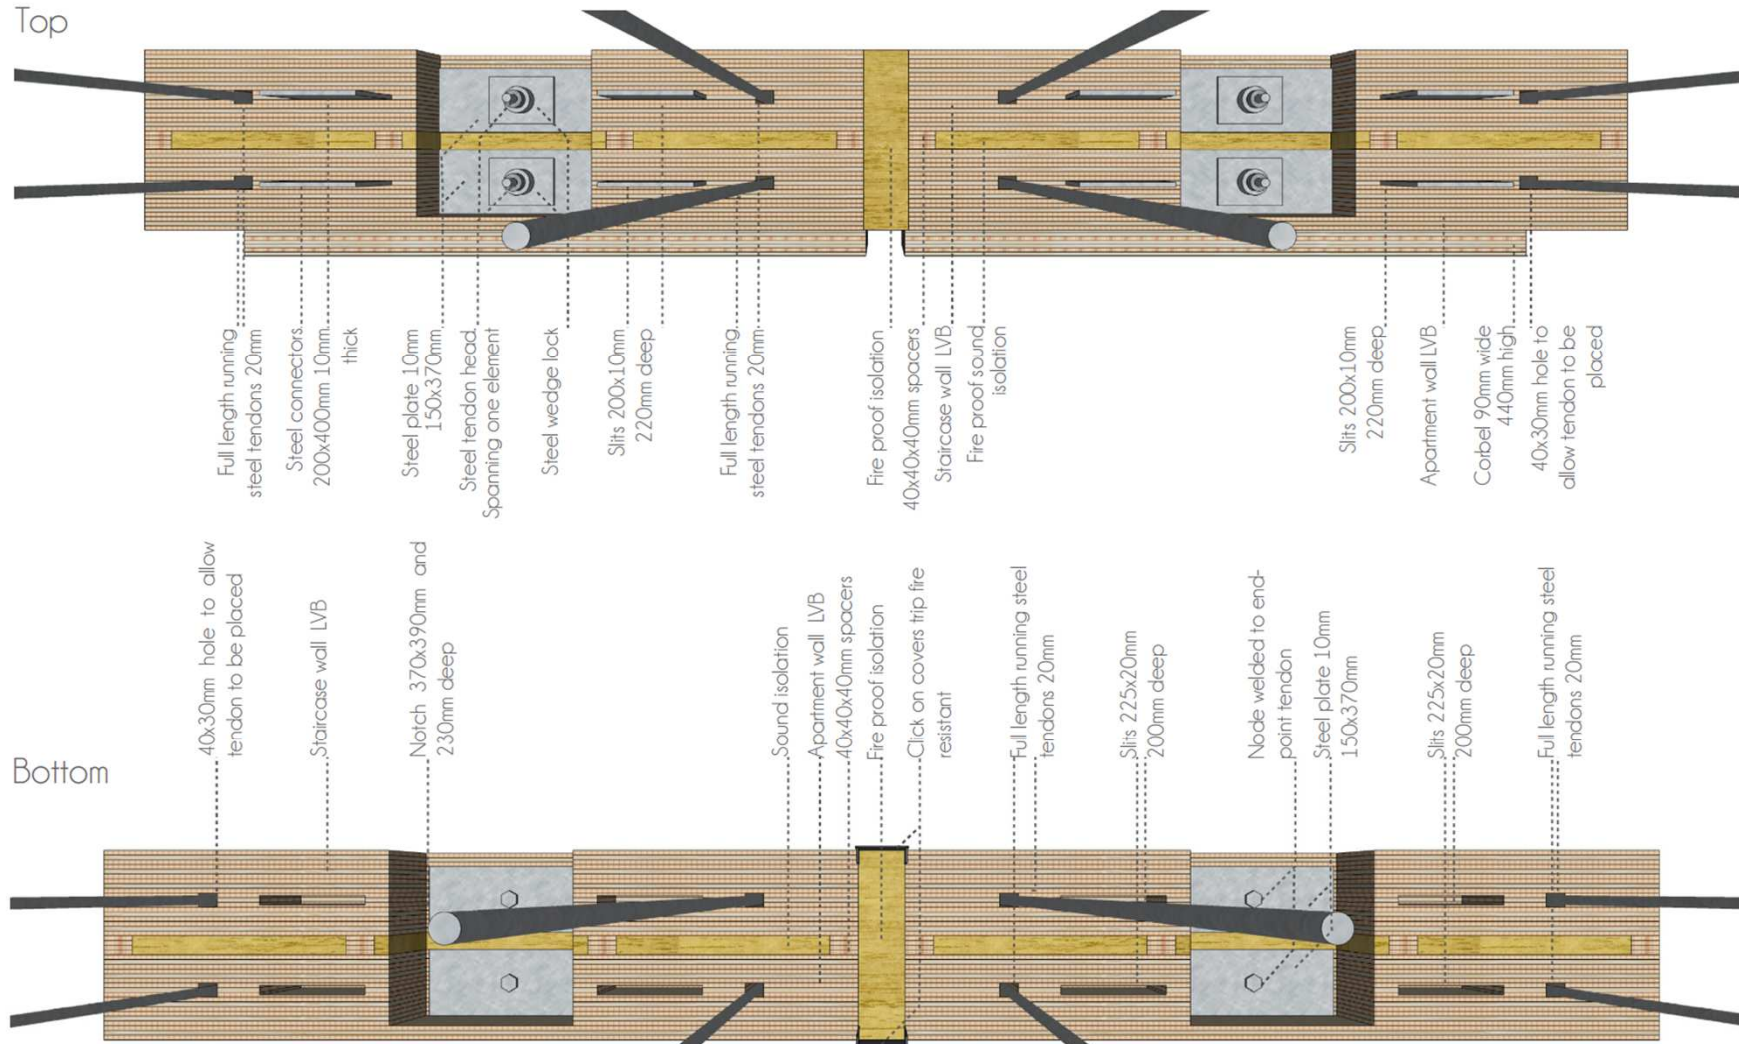 Top
Full length running
steel tendons 20mm
Steel connectors
200x400mm 10mm
thick
Steel plate 10mm
150x370mm
Steel tendon head
Spanning one element
Steel wedge lock
Slits 200x10mm
220mm deep
Full length running
steel tendons 20mm
Fire proof isolation
40x40x40mm spacers
Staircase wall LVB
Fire proof sound
isolation
Slits 200x10mm
220mm deep
Apartment wall LVB
Corbel 90mm wide
440mm high
40x30mm hole to
allow tendon to be
placed
Bottom
40x30mm hole to allow
tendon to be placed
Staircase wall LVB
Notch 370x390mm and
230mm deep
Sound isolation
Apartment wall LVB
40x40x40mm spacers
Fire proof isolation
Click on covers trip fire
resistant
Full length running steel
tendons 20mm
Slits 225x20mm
200mm deep
Node welded to end-
point tendon
Steel plate 10mm
150x370mm
Slits 225x20mm
200mm deep
Full length running steel
tendons 20mm